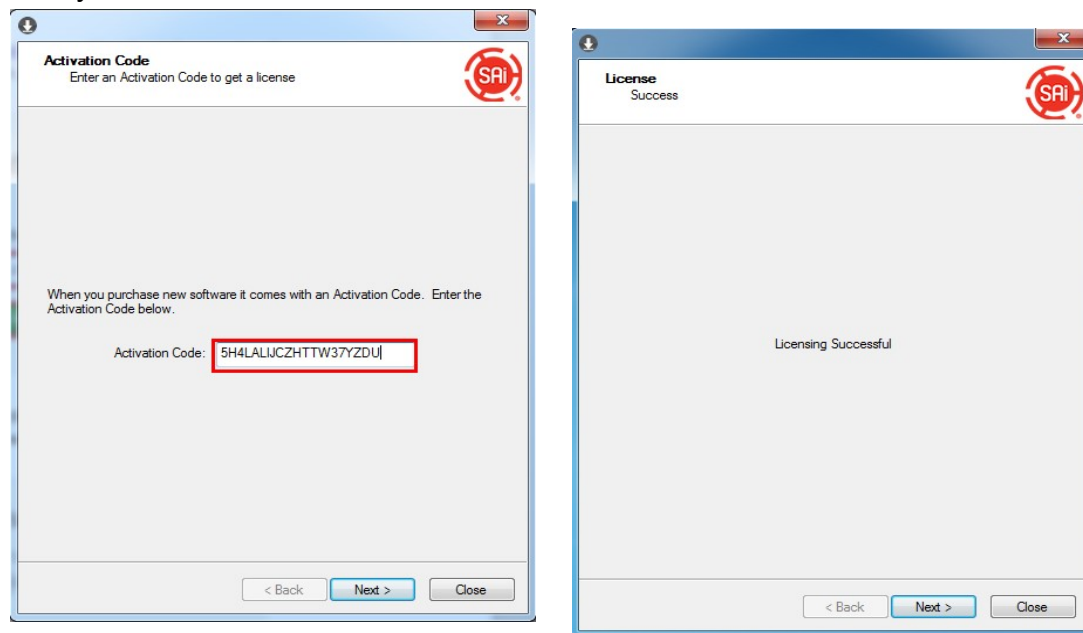 Activation Code
Enter an Activation Code to get a license
SAi
When you purchase new software it comes with an Activation Code. Enter the
Activation Code below.
Activation Code: 5H4LALIJCZHTTW37YZDU
< Back Next > Close
License
Success
SAi
Licensing Successful
< Back Next > Close